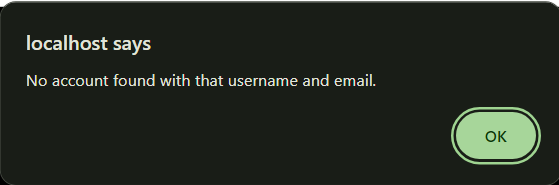 localhost says
No account found with that username and email.
OK